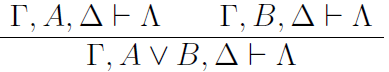 Γ, A, Δ ⊢ Λ Γ, B, Δ ⊢ Λ
Γ, A ∨ B, Δ ⊢ Λ